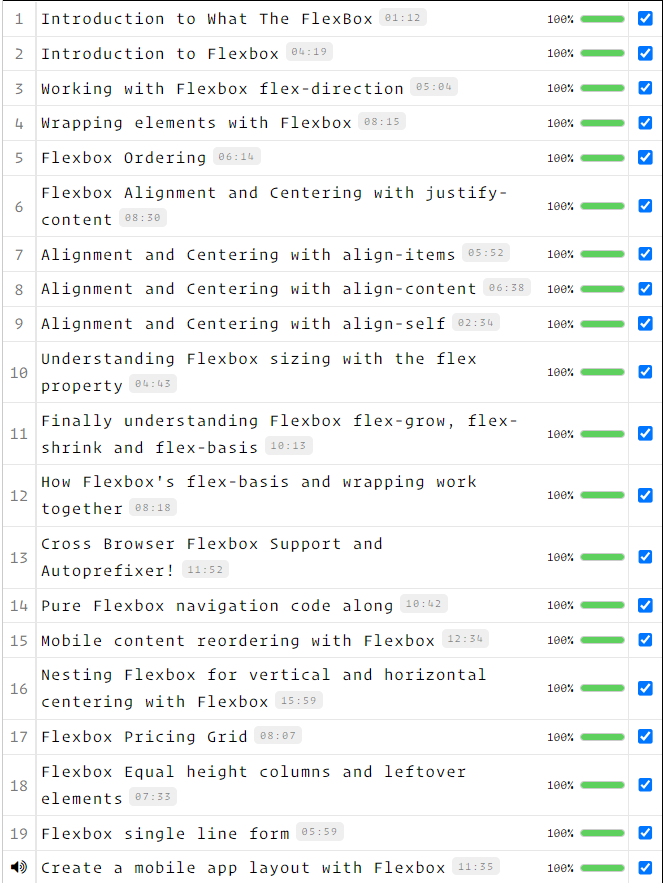 1 Introduction to What The FlexBox 01:12 100%
2 Introduction to Flexbox 04:19 100%
3 Working with Flexbox flex-direction 05:04 100%
4 Wrapping elements with Flexbox 08:15 100%
5 Flexbox Ordering 06:14 100%
6 Flexbox Alignment and Centering with justify-
content 08:30 100%
7 Alignment and Centering with align-items 05:52 100%
8 Alignment and Centering with align-content 06:38 100%
9 Alignment and Centering with align-self 02:34 100%
10 Understanding Flexbox sizing with the flex
property 04:43 100%
11 Finally understanding Flexbox flex-grow, flex-
shrink and flex-basis 10:13 100%
12 How Flexbox's flex-basis and wrapping work
together 08:18 100%
13 Cross Browser Flexbox Support and
Autoprefixer! 11:52 100%
14 Pure Flexbox navigation code along 10:42 100%
15 Mobile content reordering with Flexbox 12:34 100%
16 Nesting Flexbox for vertical and horizontal
centering with Flexbox 15:59 100%
17 Flexbox Pricing Grid 08:07 100%
18 Flexbox Equal height columns and leftover
elements 07:33 100%
19 Flexbox single line form 05:59 100%
Create a mobile app layout with Flexbox 11:35 100%